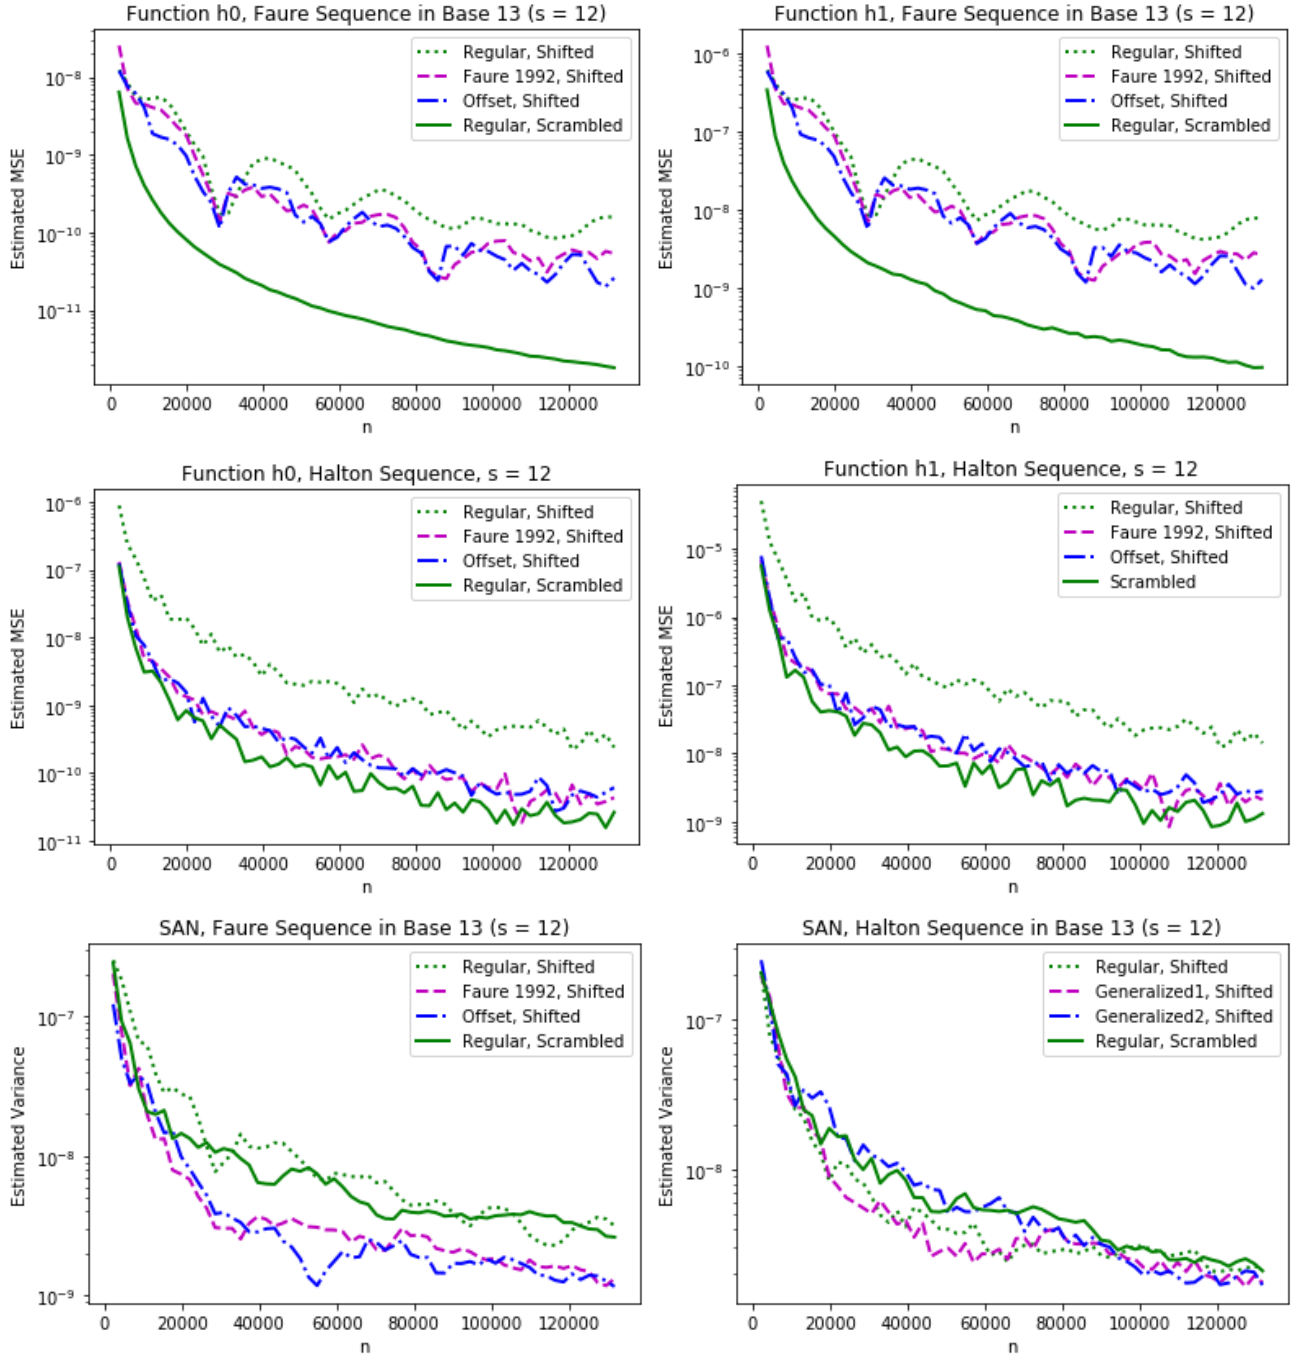 Function h0, Faure Sequence in Base 13 (s = 12)
Regular, Shifted
Faure 1992, Shifted
Offset, Shifted
Regular, Scrambled
Estimated MSE
10⁻⁸
10⁻⁹
10⁻¹⁰
10⁻¹¹
0 20000 40000 60000 80000 100000 120000
n
Function h1, Faure Sequence in Base 13 (s = 12)
Regular, Shifted
Faure 1992, Shifted
Offset, Shifted
Regular, Scrambled
Estimated MSE
10⁻⁶
10⁻⁷
10⁻⁸
10⁻⁹
10⁻¹⁰
0 20000 40000 60000 80000 100000 120000
n
Function h0, Halton Sequence, s = 12
Regular, Shifted
Faure 1992, Shifted
Offset, Shifted
Regular, Scrambled
Estimated MSE
10⁻⁶
10⁻⁷
10⁻⁸
10⁻⁹
10⁻¹⁰
10⁻¹¹
0 20000 40000 60000 80000 100000 120000
n
Function h1, Halton Sequence, s = 12
Regular, Shifted
Faure 1992, Shifted
Offset, Shifted
Scrambled
Estimated MSE
10⁻⁵
10⁻⁶
10⁻⁷
10⁻⁸
10⁻⁹
0 20000 40000 60000 80000 100000 120000
n
SAN, Faure Sequence in Base 13 (s = 12)
Regular, Shifted
Faure 1992, Shifted
Offset, Shifted
Regular, Scrambled
Estimated Variance
10⁻⁷
10⁻⁸
10⁻⁹
0 20000 40000 60000 80000 100000 120000
n
SAN, Halton Sequence in Base 13 (s = 12)
Regular, Shifted
Generalized1, Shifted
Generalized2, Shifted
Regular, Scrambled
Estimated Variance
10⁻⁷
10⁻⁸
0 20000 40000 60000 80000 100000 120000
n